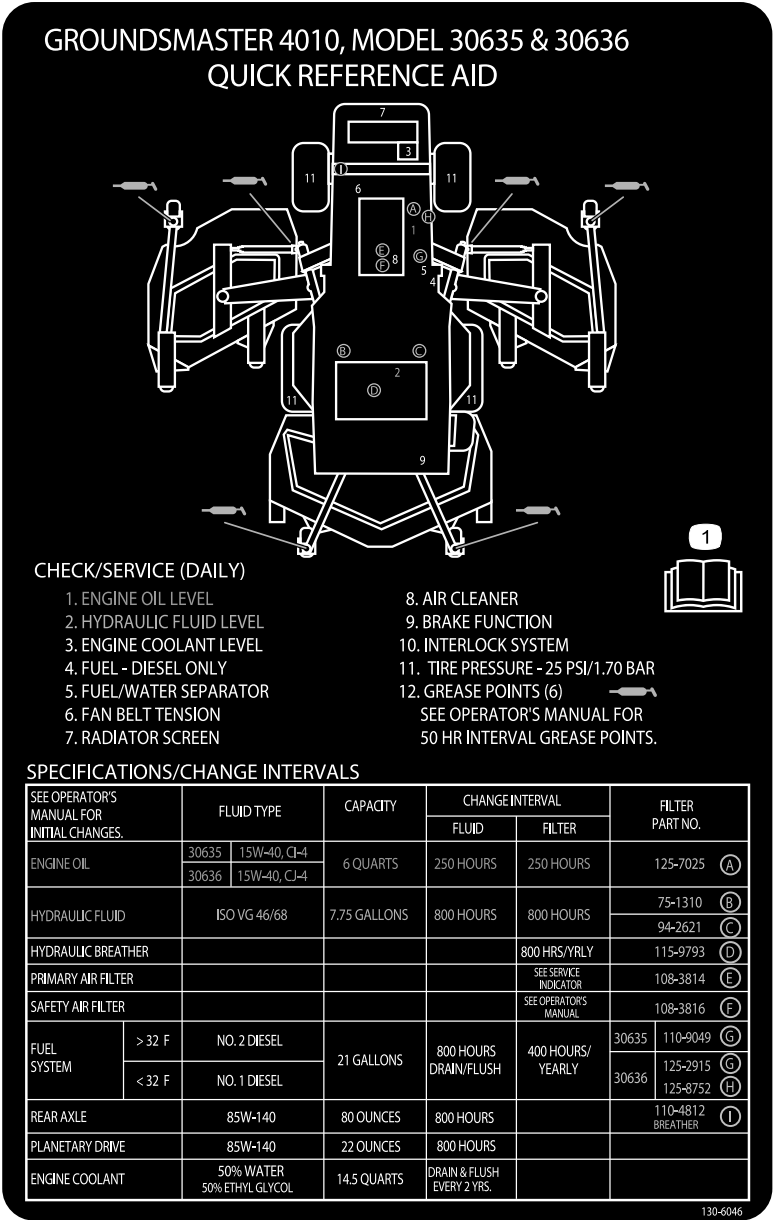 GROUNDSMASTER 4010, MODEL 30635 & 30636
QUICK REFERENCE AID
7
3
I
11
11
6
A
H
1
E
8
G
F
5
4
B
C
2
D
11
11
9
1
CHECK/SERVICE (DAILY)
1. ENGINE OIL LEVEL
2. HYDRAULIC FLUID LEVEL
3. ENGINE COOLANT LEVEL
4. FUEL - DIESEL ONLY
5. FUEL/WATER SEPARATOR
6. FAN BELT TENSION
7. RADIATOR SCREEN
8. AIR CLEANER
9. BRAKE FUNCTION
10. INTERLOCK SYSTEM
11. TIRE PRESSURE - 25 PSI/1.70 BAR
12. GREASE POINTS (6)
SEE OPERATOR'S MANUAL FOR
50 HR INTERVAL GREASE POINTS.
SPECIFICATIONS/CHANGE INTERVALS
SEE OPERATOR'S
MANUAL FOR
INITIAL CHANGES.
FLUID TYPE
CAPACITY
CHANGE INTERVAL
FLUID
FILTER
FILTER
PART NO.
ENGINE OIL
30635 15W-40, CI-4
30636 15W-40, CJ-4
6 QUARTS
250 HOURS
250 HOURS
125-7025 A
HYDRAULIC FLUID
ISO VG 46/68
7.75 GALLONS
800 HOURS
800 HOURS
75-1310 B
94-2621 C
HYDRAULIC BREATHER
800 HRS/YRLY
115-9793 D
PRIMARY AIR FILTER
SEE SERVICE
INDICATOR
108-3814 E
SAFETY AIR FILTER
SEE OPERATOR'S
MANUAL
108-3816 F
FUEL
SYSTEM
> 32 F
NO. 2 DIESEL
< 32 F
NO. 1 DIESEL
21 GALLONS
800 HOURS
DRAIN/FLUSH
400 HOURS/
YEARLY
30635 110-9049 G
30636
125-2915 G
125-8752 H
REAR AXLE
85W-140
80 OUNCES
800 HOURS
110-4812 I
BREATHER
PLANETARY DRIVE
85W-140
22 OUNCES
800 HOURS
ENGINE COOLANT
50% WATER
50% ETHYL GLYCOL
14.5 QUARTS
DRAIN & FLUSH
EVERY 2 YRS.
130-6046